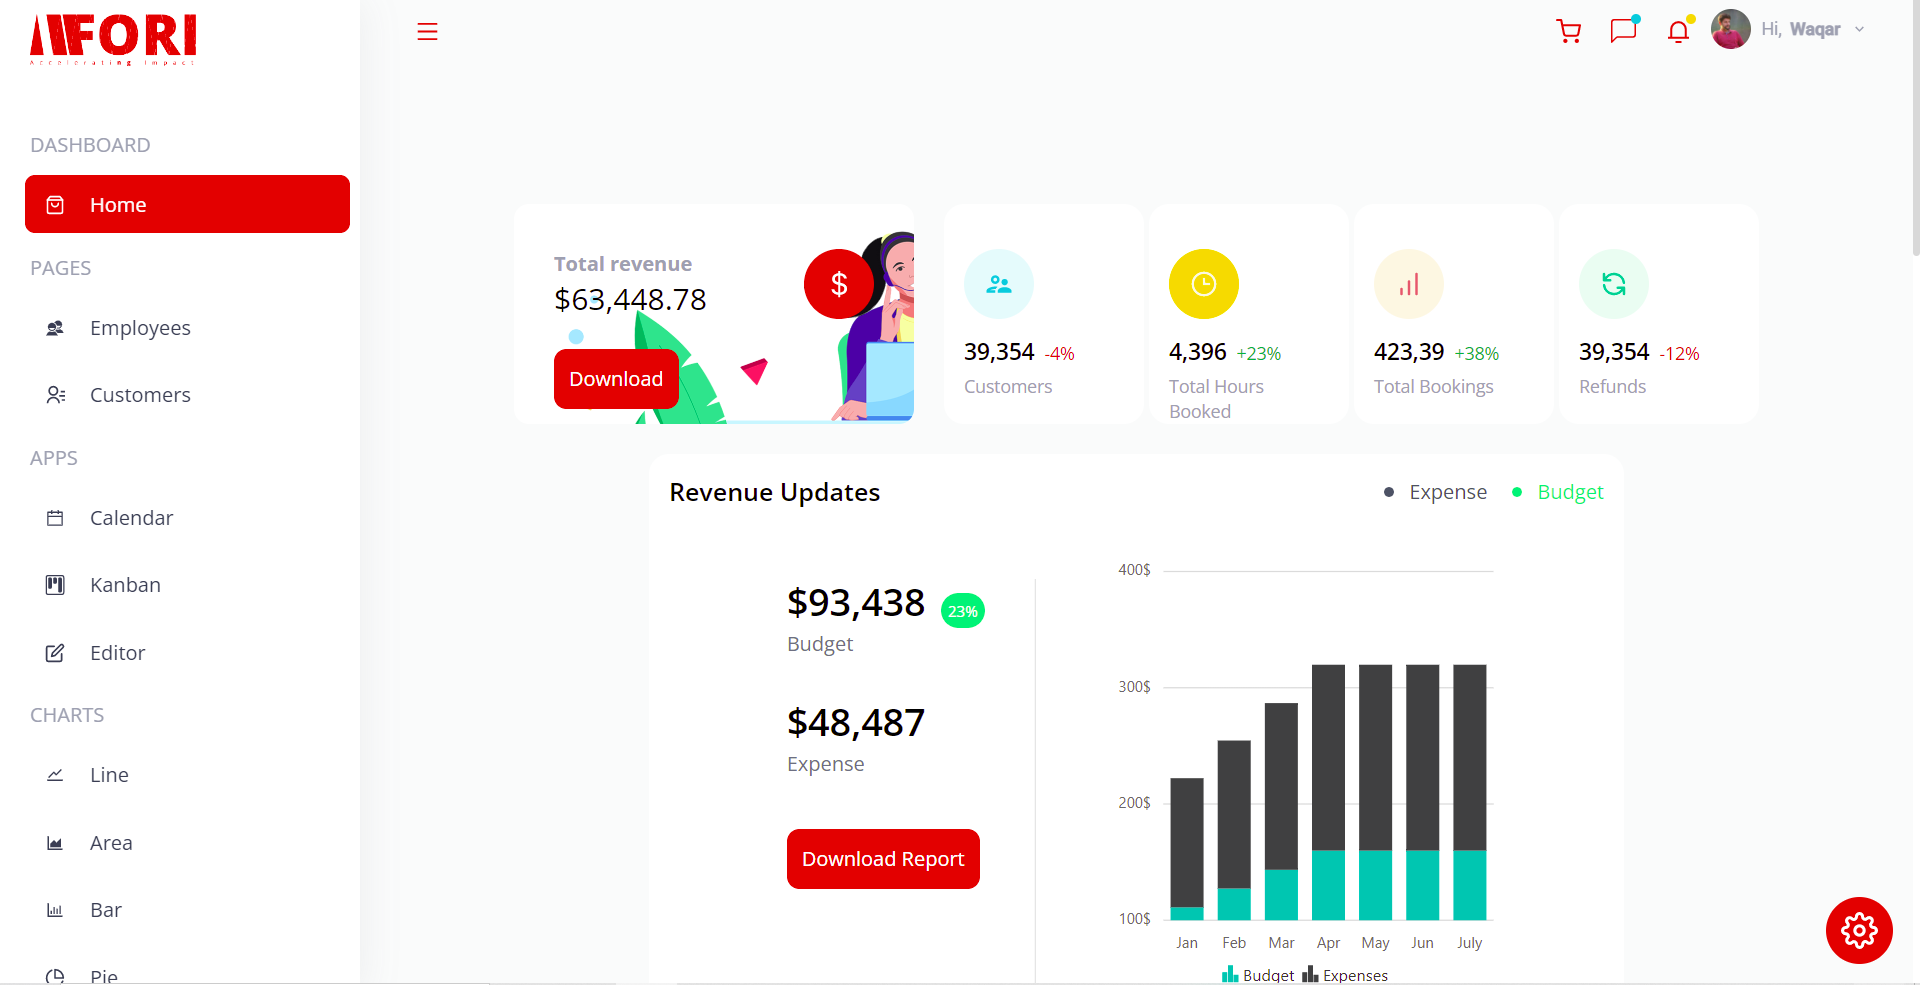 AFORI
Accelerating Impact
Hi, Waqar
DASHBOARD
Home
PAGES
Employees
Customers
APPS
Calendar
Kanban
Editor
CHARTS
Line
Area
Bar
Pie
Total revenue
$63,448.78
$
Download
39,354 -4%
Customers
4,396 +23%
Total Hours
Booked
423,39 +38%
Total Bookings
39,354 -12%
Refunds
Revenue Updates
Expense
Budget
$93,438 23%
Budget
$48,487
Expense
Download Report
400$
300$
200$
100$
Jan Feb Mar Apr May Jun July
Budget Expenses